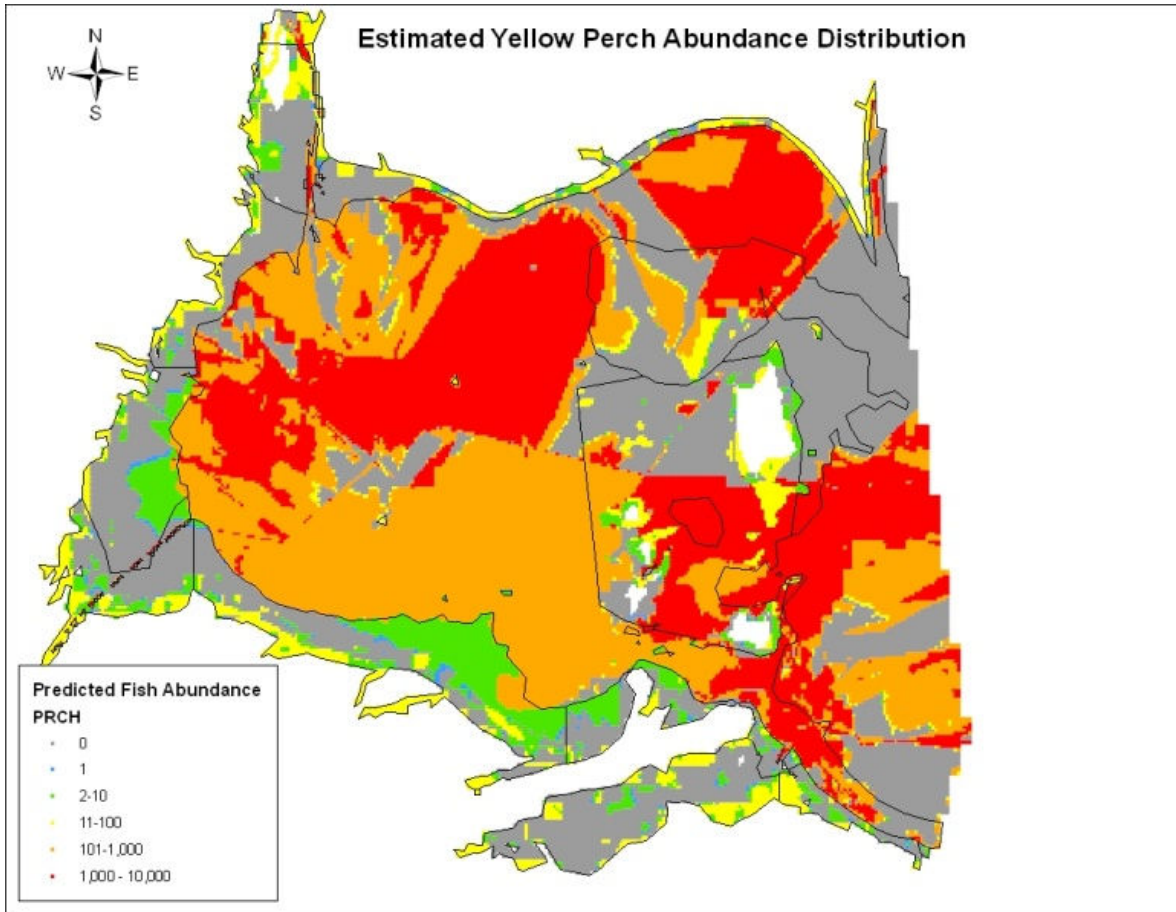 Estimated Yellow Perch Abundance Distribution
N
W E
S
Predicted Fish Abundance
PRCH
0
1
2-10
11-100
101-1,000
1,000 - 10,000